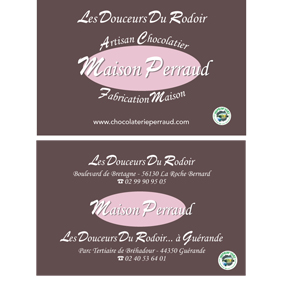 Les Douceurs Du Rodoir
Artisan Chocolatier
Maison Perraud
Fabrication Maison
www.chocolaterieperraud.com
Les Douceurs Du Rodoir
Boulevard de Bretagne - 56130 La Roche Bernard
☎ 02 99 90 95 05
Maison Perraud
Les Douceurs Du Rodoir... à Guérande
Parc Tertiaire de Bréhadour - 44350 Guérande
☎ 02 40 53 64 01